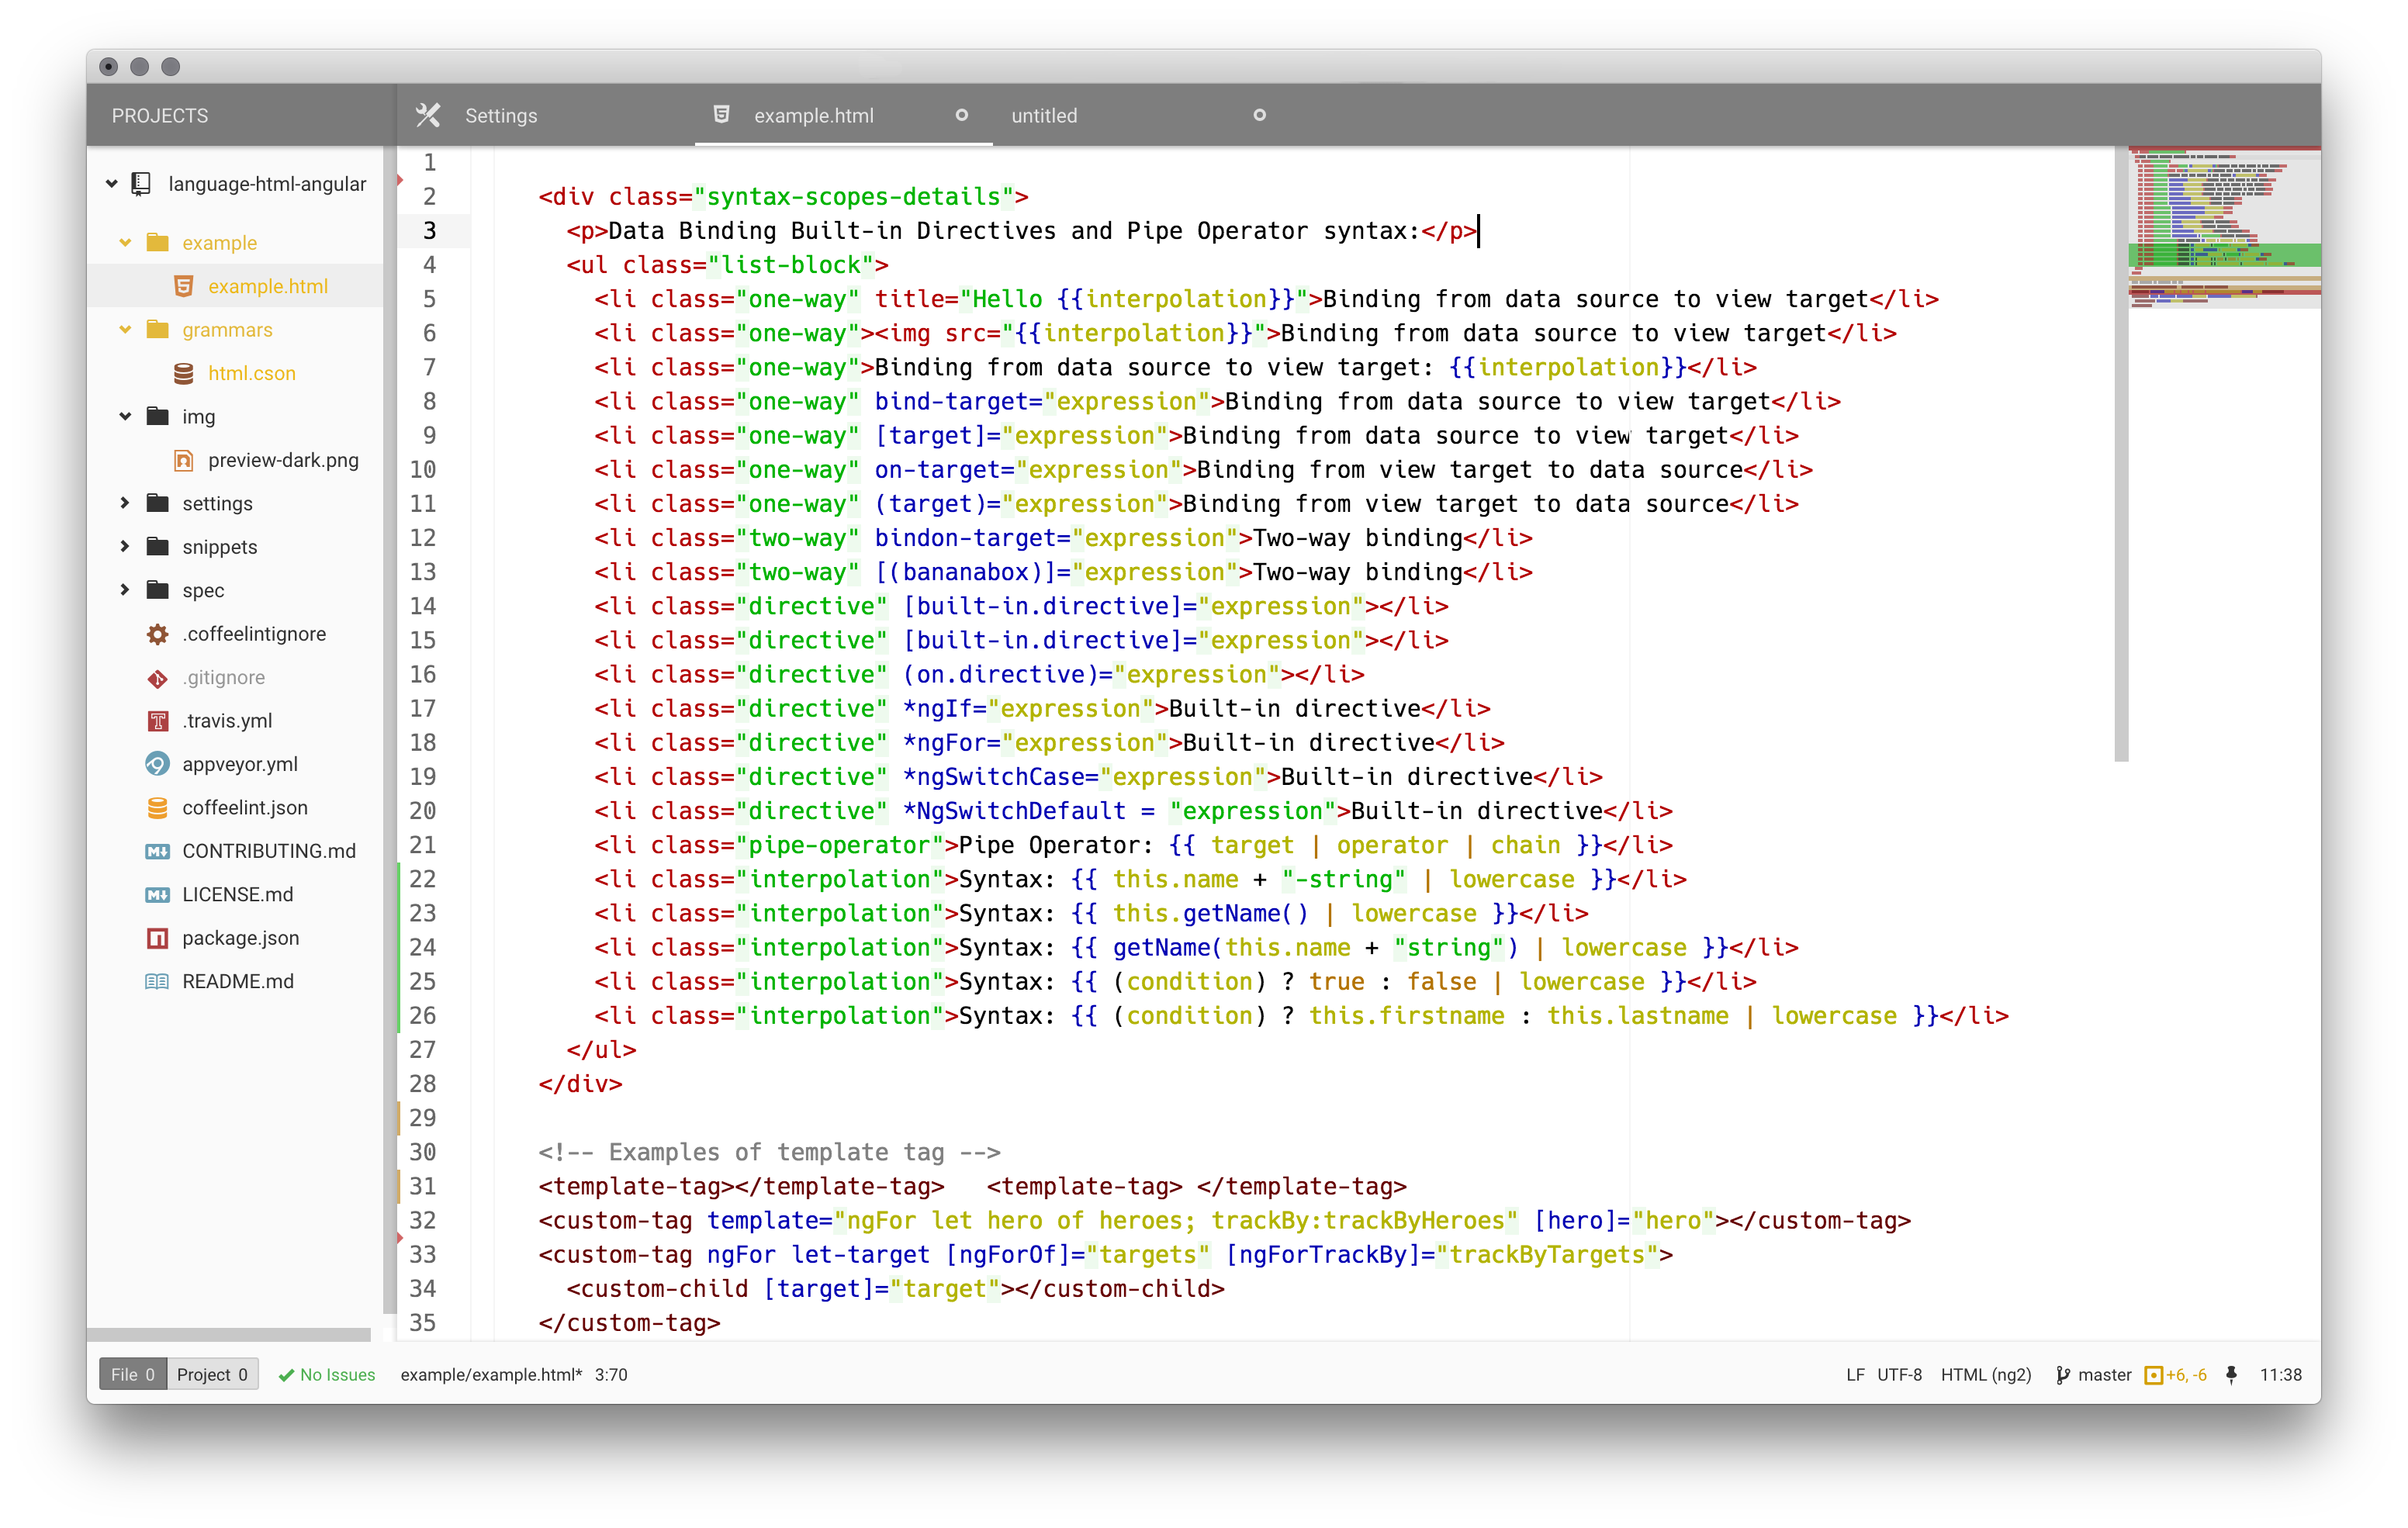 PROJECTS
Settings
example.html
untitled
language-html-angular
example
example.html
grammars
html.cson
img
preview-dark.png
settings
snippets
spec
.coffeelintignore
.gitignore
.travis.yml
appveyor.yml
coffeelint.json
CONTRIBUTING.md
LICENSE.md
package.json
README.md
1
2 <div class="syntax-scopes-details">
3 <p>Data Binding Built-in Directives and Pipe Operator syntax:</p>
4 <ul class="list-block">
5 <li class="one-way" title="Hello {{interpolation}}">Binding from data source to view target</li>
6 <li class="one-way"><img src="{{interpolation}}">Binding from data source to view target</li>
7 <li class="one-way">Binding from data source to view target: {{interpolation}}</li>
8 <li class="one-way" bind-target="expression">Binding from data source to view target</li>
9 <li class="one-way" [target]="expression">Binding from data source to view target</li>
10 <li class="one-way" on-target="expression">Binding from view target to data source</li>
11 <li class="one-way" (target)="expression">Binding from view target to data source</li>
12 <li class="two-way" bindon-target="expression">Two-way binding</li>
13 <li class="two-way" [(bananabox)]="expression">Two-way binding</li>
14 <li class="directive" [built-in.directive]="expression"></li>
15 <li class="directive" [built-in.directive]="expression"></li>
16 <li class="directive" (on.directive)="expression"></li>
17 <li class="directive" *ngIf="expression">Built-in directive</li>
18 <li class="directive" *ngFor="expression">Built-in directive</li>
19 <li class="directive" *ngSwitchCase="expression">Built-in directive</li>
20 <li class="directive" *NgSwitchDefault = "expression">Built-in directive</li>
21 <li class="pipe-operator">Pipe Operator: {{ target | operator | chain }}</li>
22 <li class="interpolation">Syntax: {{ this.name + "-string" | lowercase }}</li>
23 <li class="interpolation">Syntax: {{ this.getName() | lowercase }}</li>
24 <li class="interpolation">Syntax: {{ getName(this.name + "string") | lowercase }}</li>
25 <li class="interpolation">Syntax: {{ (condition) ? true : false | lowercase }}</li>
26 <li class="interpolation">Syntax: {{ (condition) ? this.firstname : this.lastname | lowercase }}</li>
27 </ul>
28 </div>
29
30 <!-- Examples of template tag -->
31 <template-tag></template-tag>   <template-tag> </template-tag>
32 <custom-tag template="ngFor let hero of heroes; trackBy:trackByHeroes" [hero]="hero"></custom-tag>
33 <custom-tag ngFor let-target [ngForOf]="targets" [ngForTrackBy]="trackByTargets">
34 <custom-child [target]="target"></custom-child>
35 </custom-tag>
File 0 Project 0 No Issues example/example.html* 3:70 LF UTF-8 HTML (ng2) master +6, -6 11:38